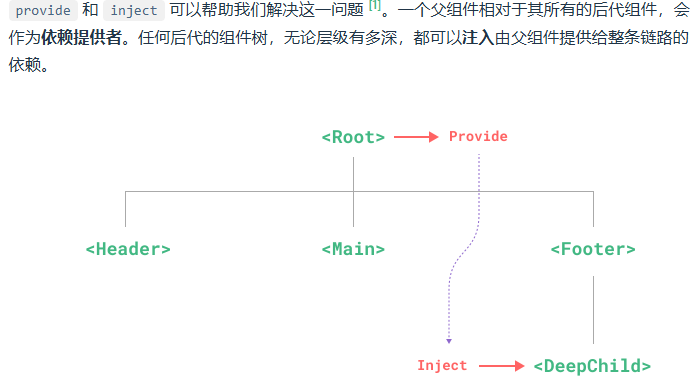 provide 和 inject 可以帮助我们解决这一问题 [1]。一个父组件相对于其所有的后代组件，会
作为依赖提供者。任何后代的组件树，无论层级有多深，都可以注入由父组件提供给整条链路的
依赖。
<Root> Provide
<Header> <Main> <Footer>
Inject <DeepChild>